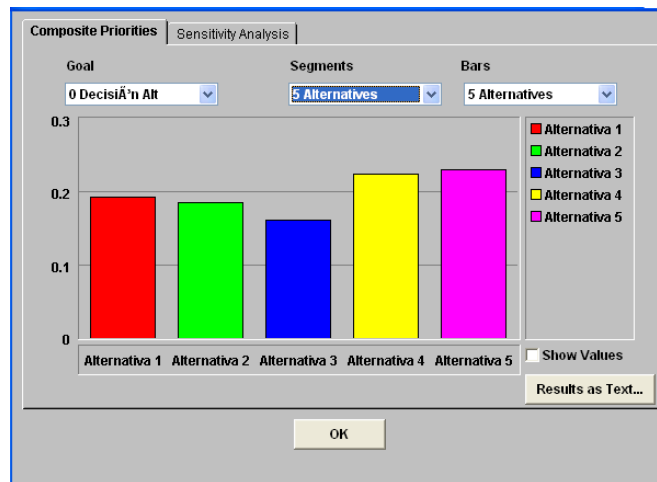 Composite Priorities
Sensitivity Analysis
Goal
Segments
Bars
0 DecisiÃ³n Alt
5 Alternatives
5 Alternatives
0.3
0.2
0.1
0
Alternativa 1
Alternativa 2
Alternativa 3
Alternativa 4
Alternativa 5
Alternativa 1
Alternativa 2
Alternativa 3
Alternativa 4
Alternativa 5
Show Values
Results as Text...
OK